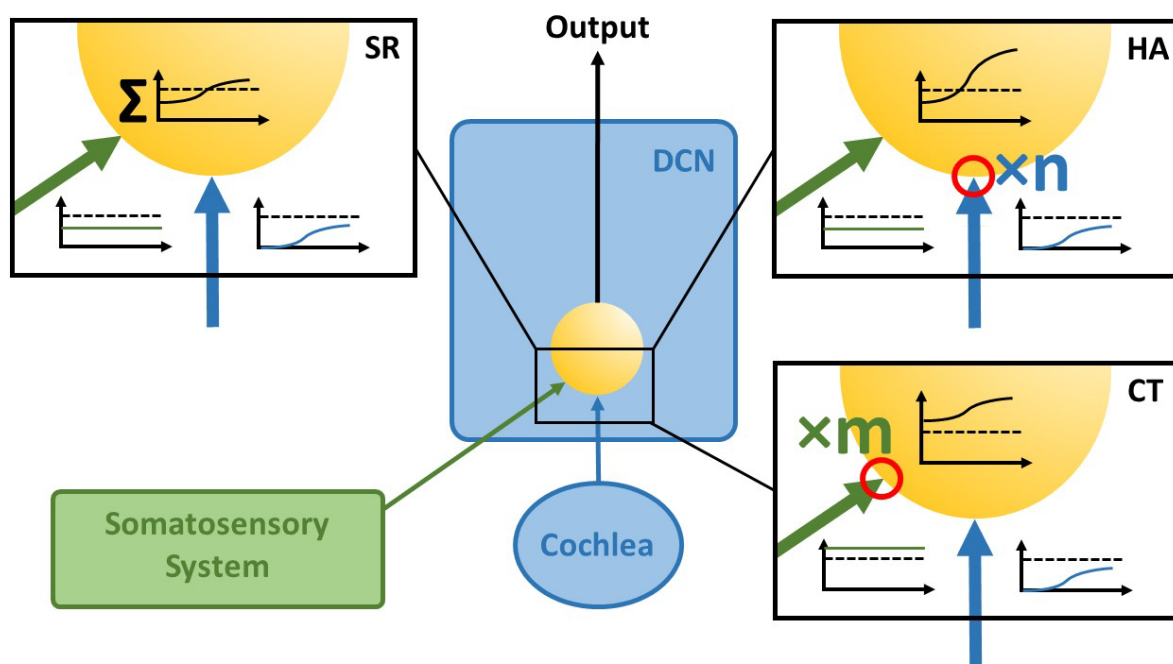 Output
SR
Σ
HA
×n
DCN
CT
×m
Somatosensory
System
Cochlea